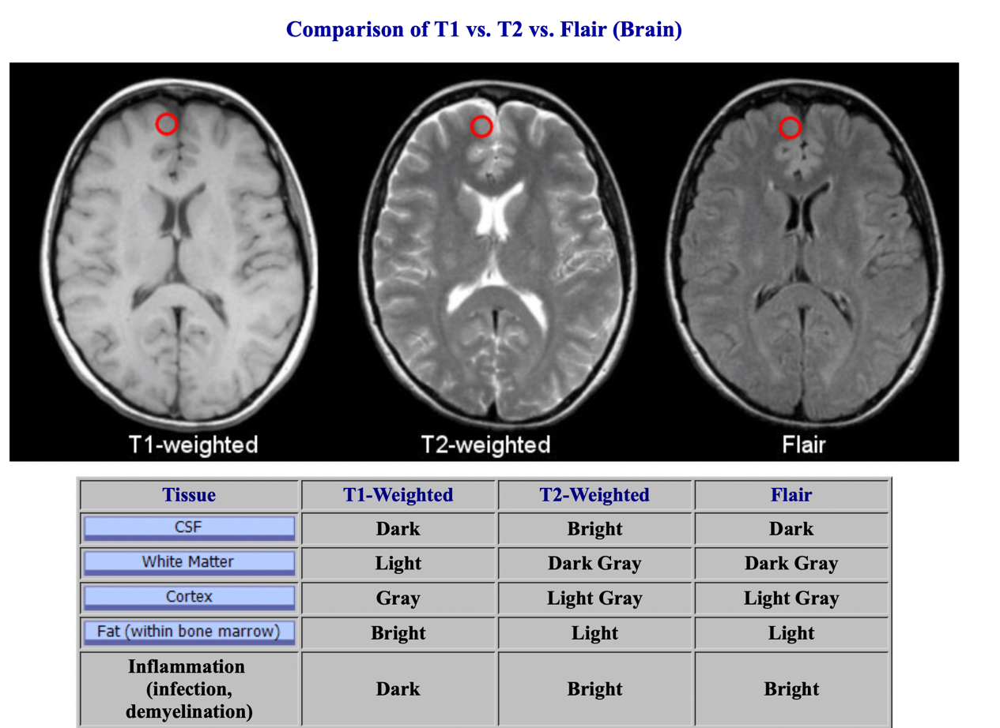 Comparison of T1 vs. T2 vs. Flair (Brain)
T1-weighted
T2-weighted
Flair
Tissue T1-Weighted T2-Weighted Flair
CSF Dark Bright Dark
White Matter Light Dark Gray Dark Gray
Cortex Gray Light Gray Light Gray
Fat (within bone marrow) Bright Light Light
Inflammation
(infection,
demyelination) Dark Bright Bright